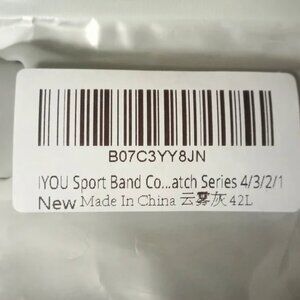 B07C3YY8JN
IYOU Sport Band Co...atch Series 4/3/2/1
New Made In China 云雾灰 42L